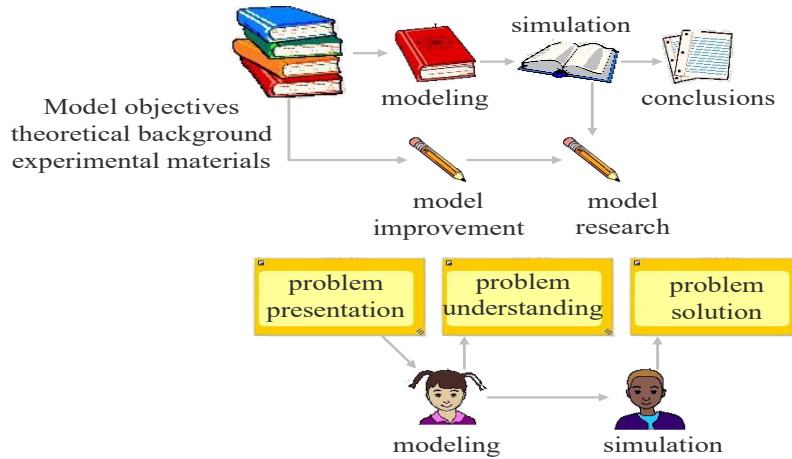 simulation
modeling
conclusions
Model objectives
theoretical background
experimental materials
model
improvement
model
research
problem
presentation
problem
understanding
problem
solution
modeling
simulation